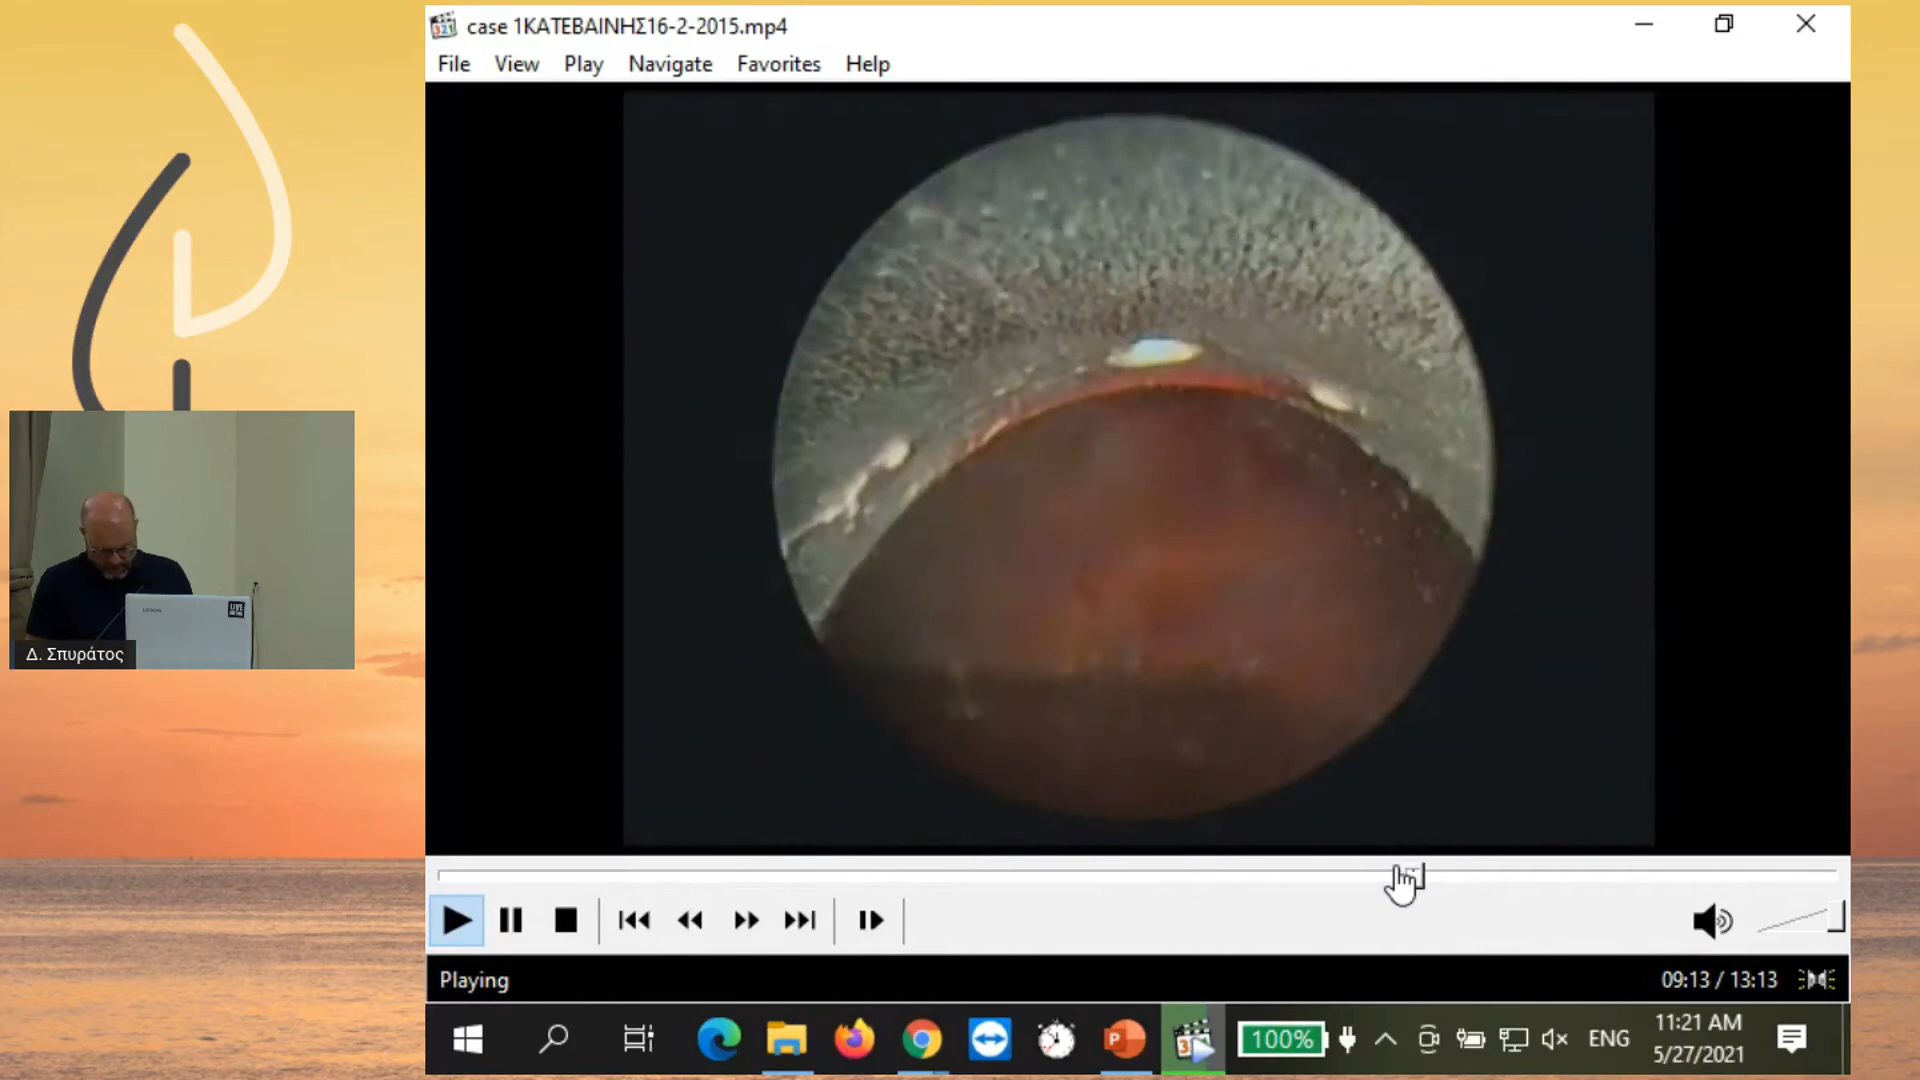 case 1ΚΑΤΕΒΑΙΝΗΣ16-2-2015.mp4
File View Play Navigate Favorites Help
Δ. Σπυράτος
Playing
09:13 / 13:13
100%
ENG
11:21 AM
5/27/2021